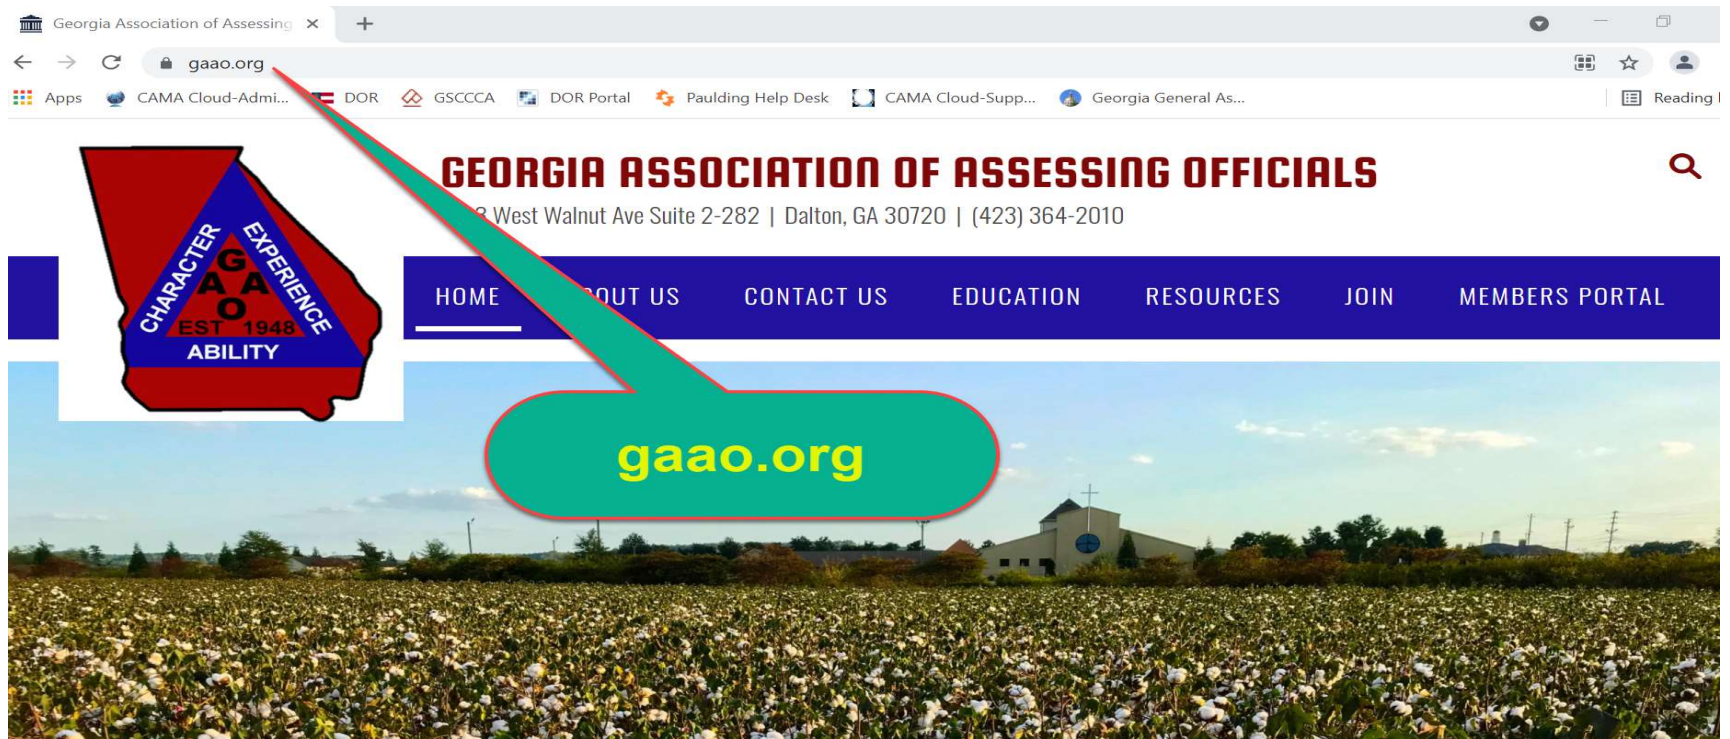 Georgia Association of Assessing
gaao.org
Apps CAMA Cloud-Admi... DOR GSCCCA DOR Portal Paulding Help Desk CAMA Cloud-Supp... Georgia General As... Reading
GEORGIA ASSOCIATION OF ASSESSING OFFICIALS
West Walnut Ave Suite 2-282 | Dalton, GA 30720 | (423) 364-2010
CHARACTER
EXPERIENCE
G
A A
O
EST 1948
ABILITY
HOME OUT US CONTACT US EDUCATION RESOURCES JOIN MEMBERS PORTAL
gaao.org